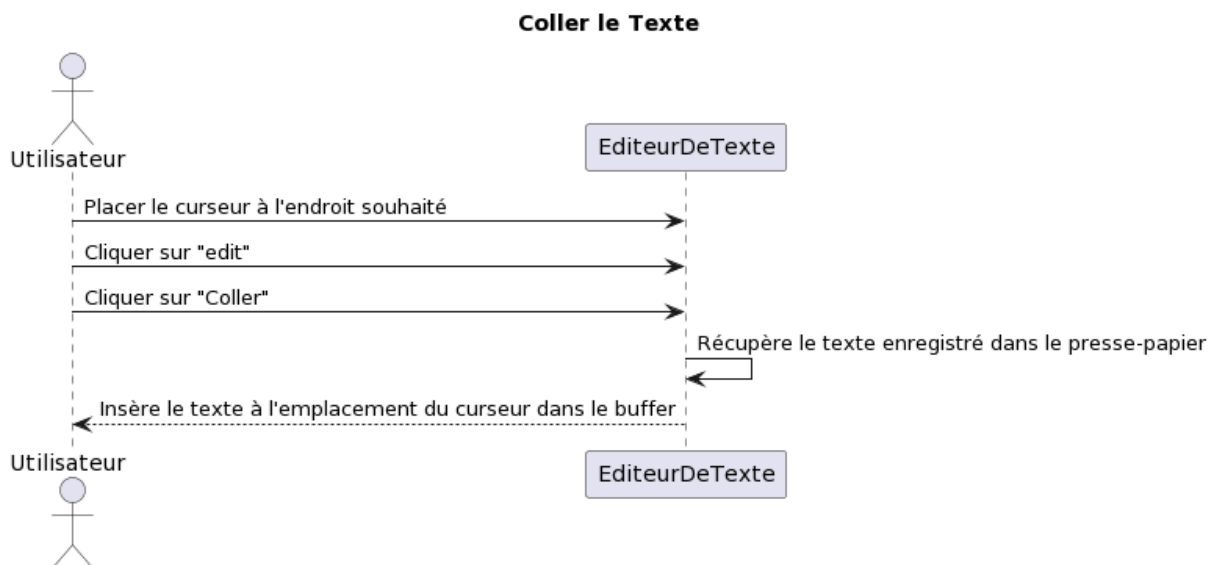 Coller le Texte
Utilisateur
EditeurDeTexte
Placer le curseur à l'endroit souhaité
Cliquer sur "edit"
Cliquer sur "Coller"
Récupère le texte enregistré dans le presse-papier
Insère le texte à l'emplacement du curseur dans le buffer
Utilisateur
EditeurDeTexte